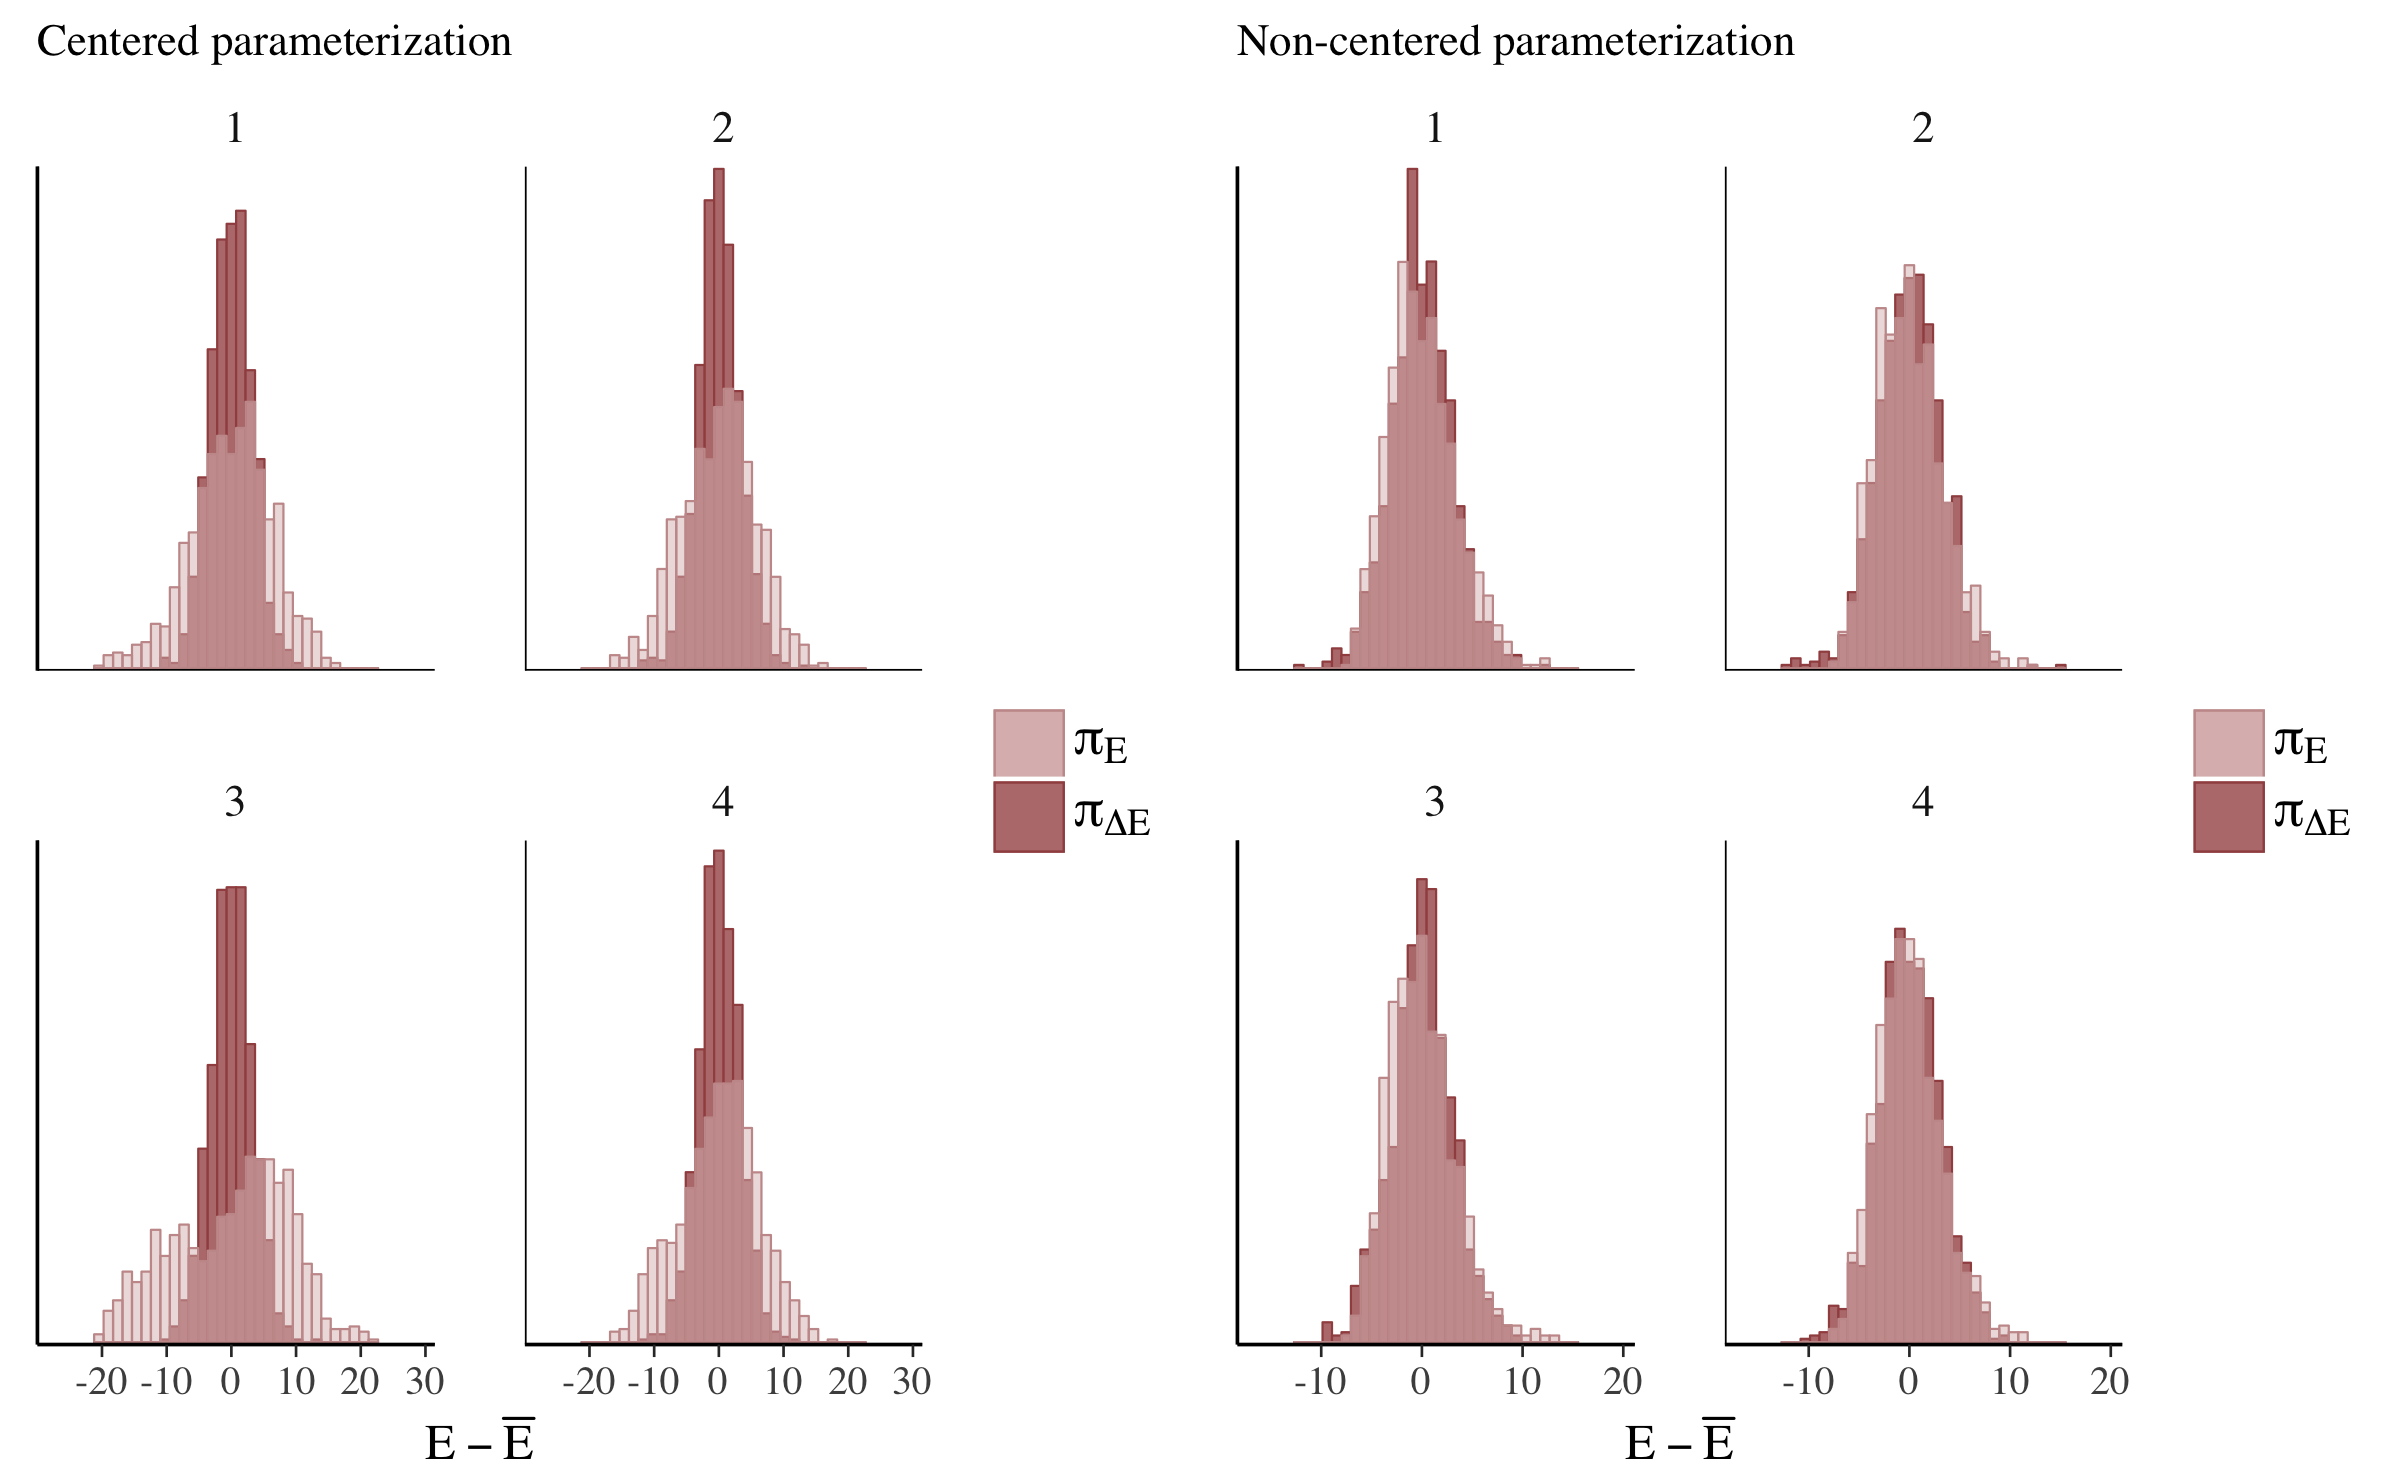 Centered parameterization
1 2
3 4
-20 -10 0 10 20 30 -20 -10 0 10 20 30
E − E̅
πE
πΔE
Non-centered parameterization
1 2
3 4
-10 0 10 20 -10 0 10 20
E − E̅
πE
πΔE